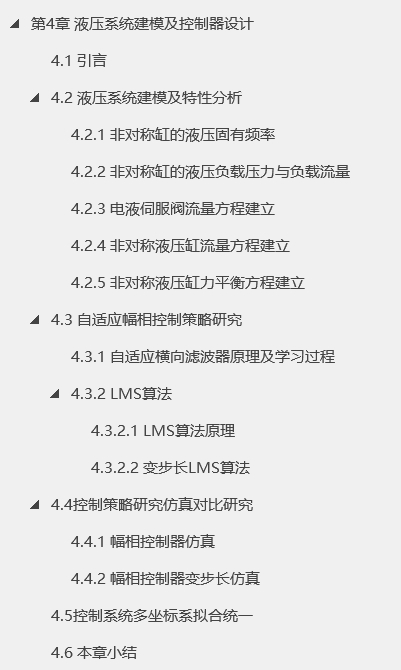 第4章 液压系统建模及控制器设计
4.1 引言
4.2 液压系统建模及特性分析
4.2.1 非对称缸的液压固有频率
4.2.2 非对称缸的液压负载压力与负载流量
4.2.3 电液伺服阀流量方程建立
4.2.4 非对称液压缸流量方程建立
4.2.5 非对称液压缸力平衡方程建立
4.3 自适应幅相控制策略研究
4.3.1 自适应横向滤波器原理及学习过程
4.3.2 LMS算法
4.3.2.1 LMS算法原理
4.3.2.2 变步长LMS算法
4.4控制策略研究仿真对比研究
4.4.1 幅相控制器仿真
4.4.2 幅相控制器变步长仿真
4.5控制系统多坐标系拟合统一
4.6 本章小结